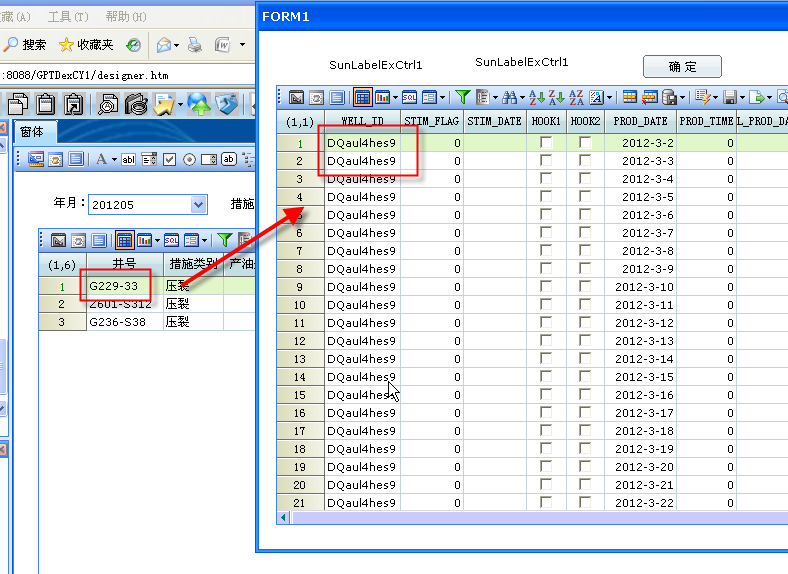 藏(A) 工具(T) 帮助(H)
搜索 收藏夹
:8088/GPTDexCY1/designer.htm
窗体
A abl ab
SQL
年月: 201205 措施
SQL
(1,6) 井号 措施类别 产油
1 G229-33 压裂
2 Z601-S312 压裂
3 G236-S38 压裂
FORM1
SunLabelExCtrl1 SunLabelExCtrl1 确 定
SQL
(1,1) WELL_ID STIM_FLAG STIM_DATE HOOK1 HOOK2 PROD_DATE PROD_TIME L_PROD_DA
1 DQaul4hes9 0 2012-3-2 0
2 DQaul4hes9 0 2012-3-3 0
3 DQaul4hes9 0 2012-3-4 0
4 DQaul4hes9 0 2012-3-5 0
5 DQaul4hes9 0 2012-3-6 0
6 DQaul4hes9 0 2012-3-7 0
7 DQaul4hes9 0 2012-3-8 0
8 DQaul4hes9 0 2012-3-9 0
9 DQaul4hes9 0 2012-3-10 0
10 DQaul4hes9 0 2012-3-11 0
11 DQaul4hes9 0 2012-3-12 0
12 DQaul4hes9 0 2012-3-13 0
13 DQaul4hes9 0 2012-3-14 0
14 DQaul4hes9 0 2012-3-15 0
15 DQaul4hes9 0 2012-3-16 0
16 DQaul4hes9 0 2012-3-17 0
17 DQaul4hes9 0 2012-3-18 0
18 DQaul4hes9 0 2012-3-19 0
19 DQaul4hes9 0 2012-3-20 0
20 DQaul4hes9 0 2012-3-21 0
21 DQaul4hes9 0 2012-3-22 0